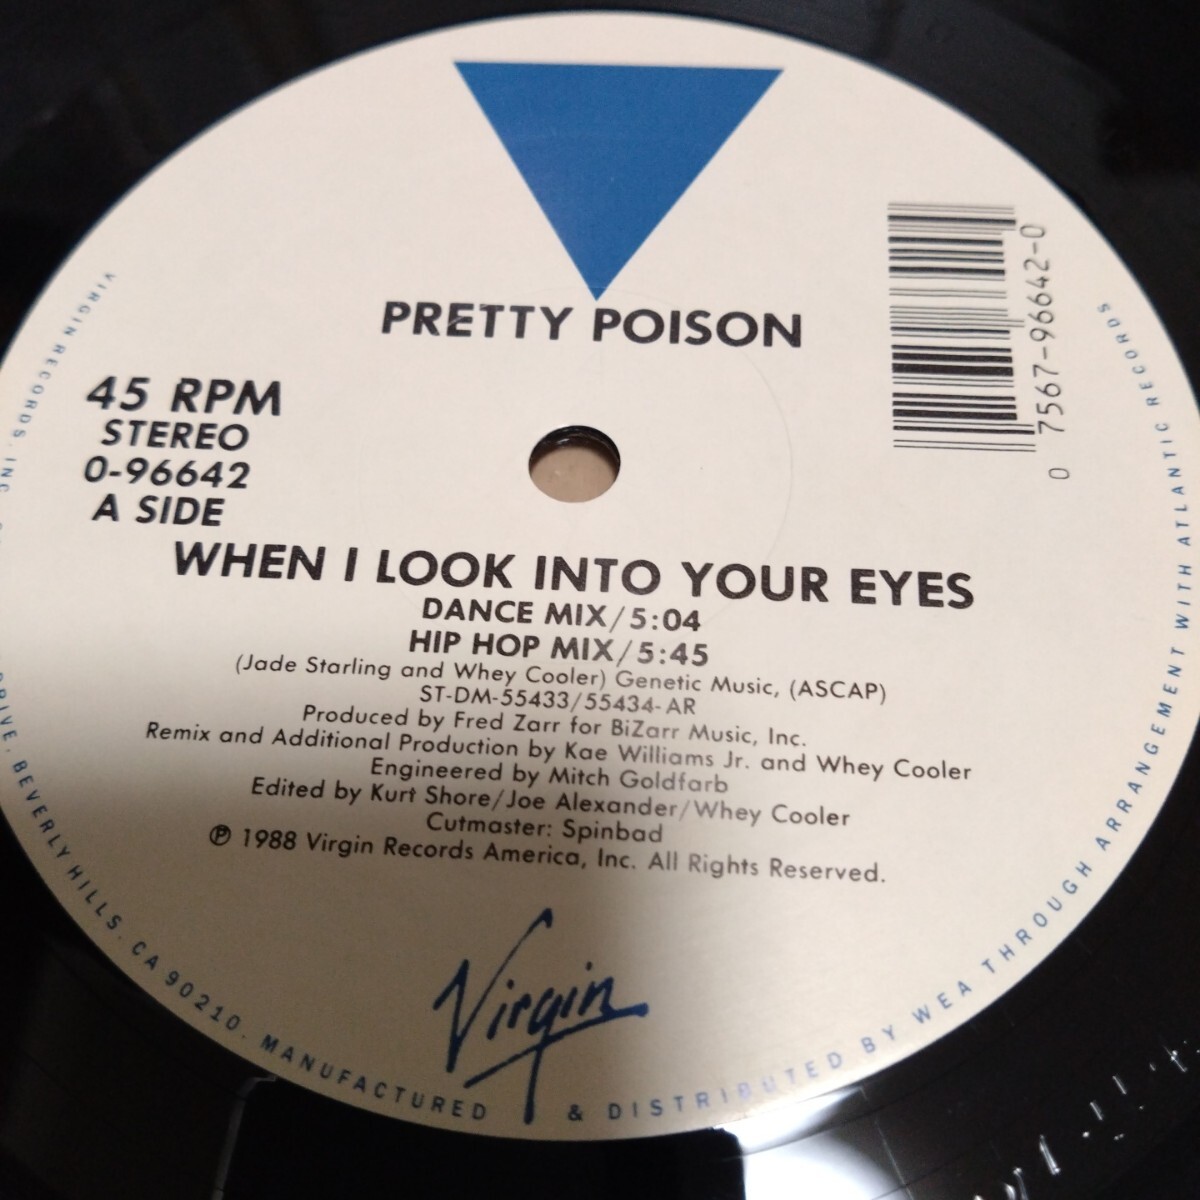 PRETTY POISON
0 7567-96642-0
45 RPM
STEREO
0-96642
A SIDE
WHEN I LOOK INTO YOUR EYES
DANCE MIX/5:04
HIP HOP MIX/5:45
(Jade Starling and Whey Cooler) Genetic Music, (ASCAP)
ST-DM-55433/55434-AR
Produced by Fred Zarr for BiZarr Music, Inc.
Remix and Additional Production by Kae Williams Jr. and Whey Cooler
Engineered by Mitch Goldfarb
Edited by Kurt Shore/Joe Alexander/Whey Cooler
Cutmaster: Spinbad
℗ 1988 Virgin Records America, Inc. All Rights Reserved.
Virgin
VIRGIN RECORDS, INC DRIVE, BEVERLY HILLS, CA 90210. MANUFACTURED & DISTRIBUTED BY WEA THROUGH ARRANGEMENT WITH ATLANTIC RECORDS